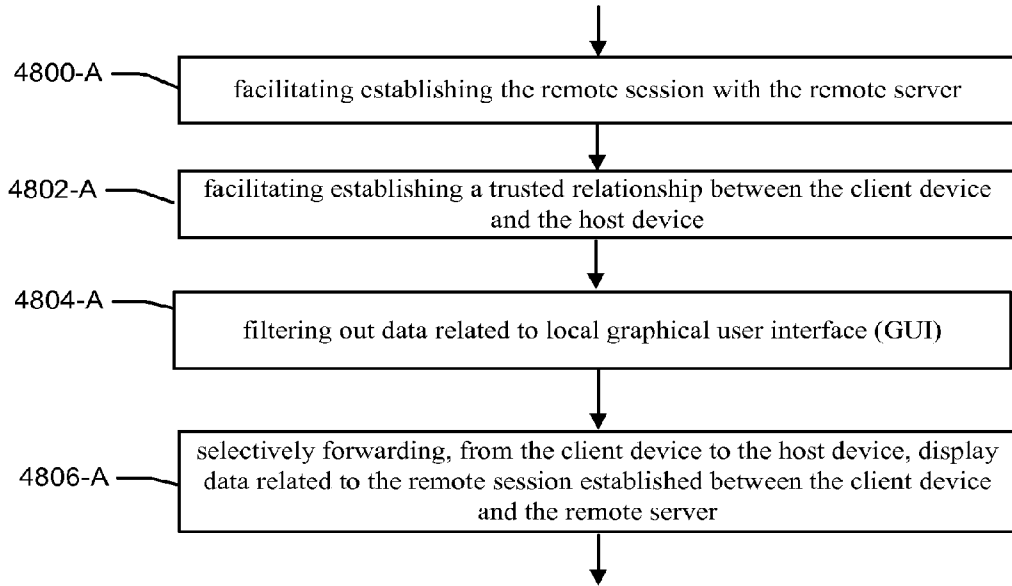 4800-A
facilitating establishing the remote session with the remote server
4802-A
facilitating establishing a trusted relationship between the client device
and the host device
4804-A
filtering out data related to local graphical user interface (GUI)
4806-A
selectively forwarding, from the client device to the host device, display
data related to the remote session established between the client device
and the remote server